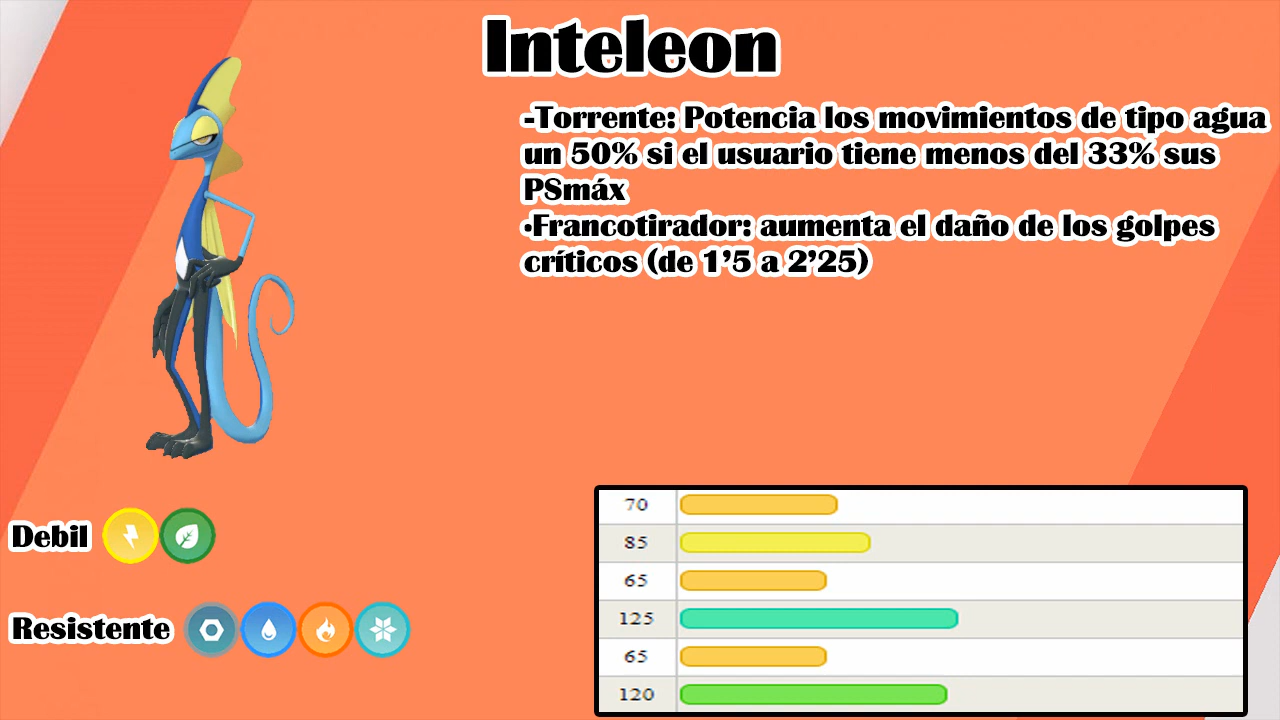 Inteleon
-Torrente: Potencia los movimientos de tipo agua
un 50% si el usuario tiene menos del 33% sus
PSmáx
•Francotirador: aumenta el daño de los golpes
críticos (de 1’5 a 2’25)
Debil
Resistente
70
85
65
125
65
120